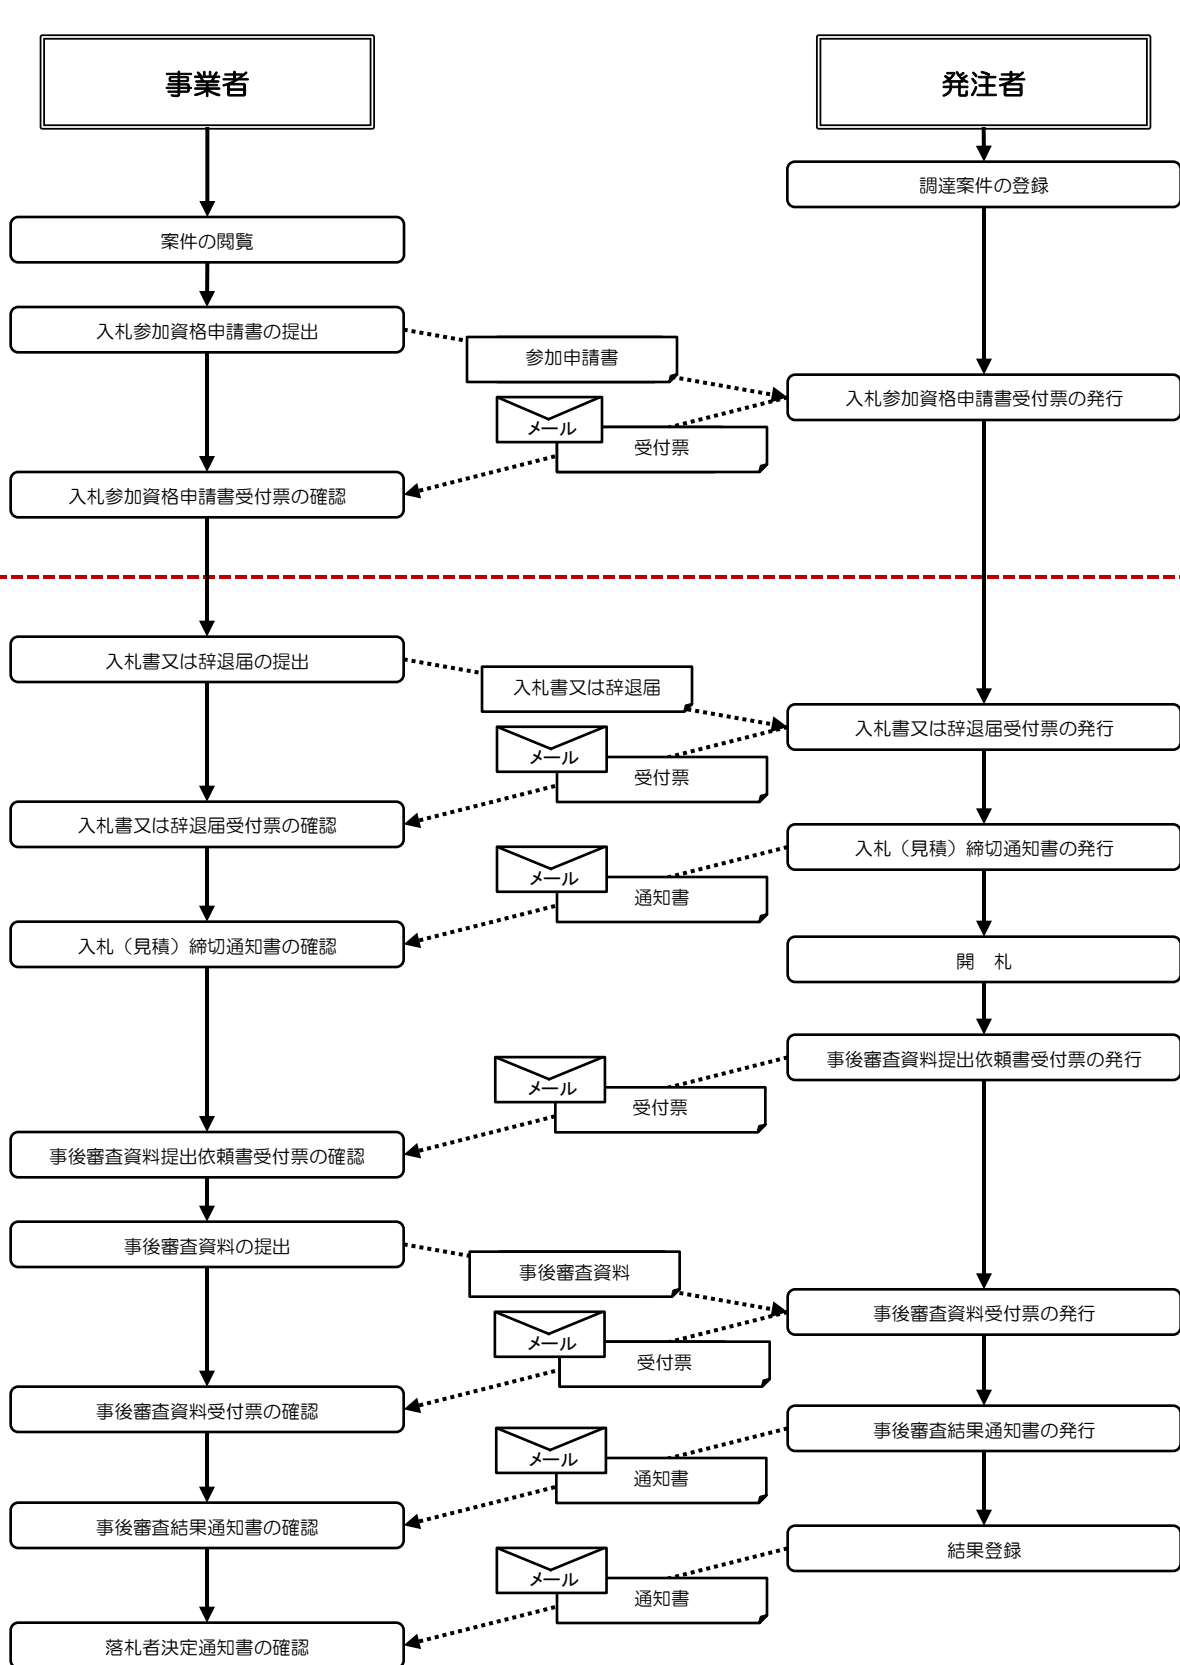 事業者
発注者
調達案件の登録
案件の閲覧
入札参加資格申請書の提出
参加申請書
入札参加資格申請書受付票の発行
メール
受付票
入札参加資格申請書受付票の確認
入札書又は辞退届の提出
入札書又は辞退届
入札書又は辞退届受付票の発行
メール
受付票
入札書又は辞退届受付票の確認
入札（見積）締切通知書の発行
メール
通知書
入札（見積）締切通知書の確認
開　札
事後審査資料提出依頼書受付票の発行
メール
受付票
事後審査資料提出依頼書受付票の確認
事後審査資料の提出
事後審査資料
事後審査資料受付票の発行
メール
受付票
事後審査資料受付票の確認
事後審査結果通知書の発行
メール
通知書
事後審査結果通知書の確認
結果登録
メール
通知書
落札者決定通知書の確認